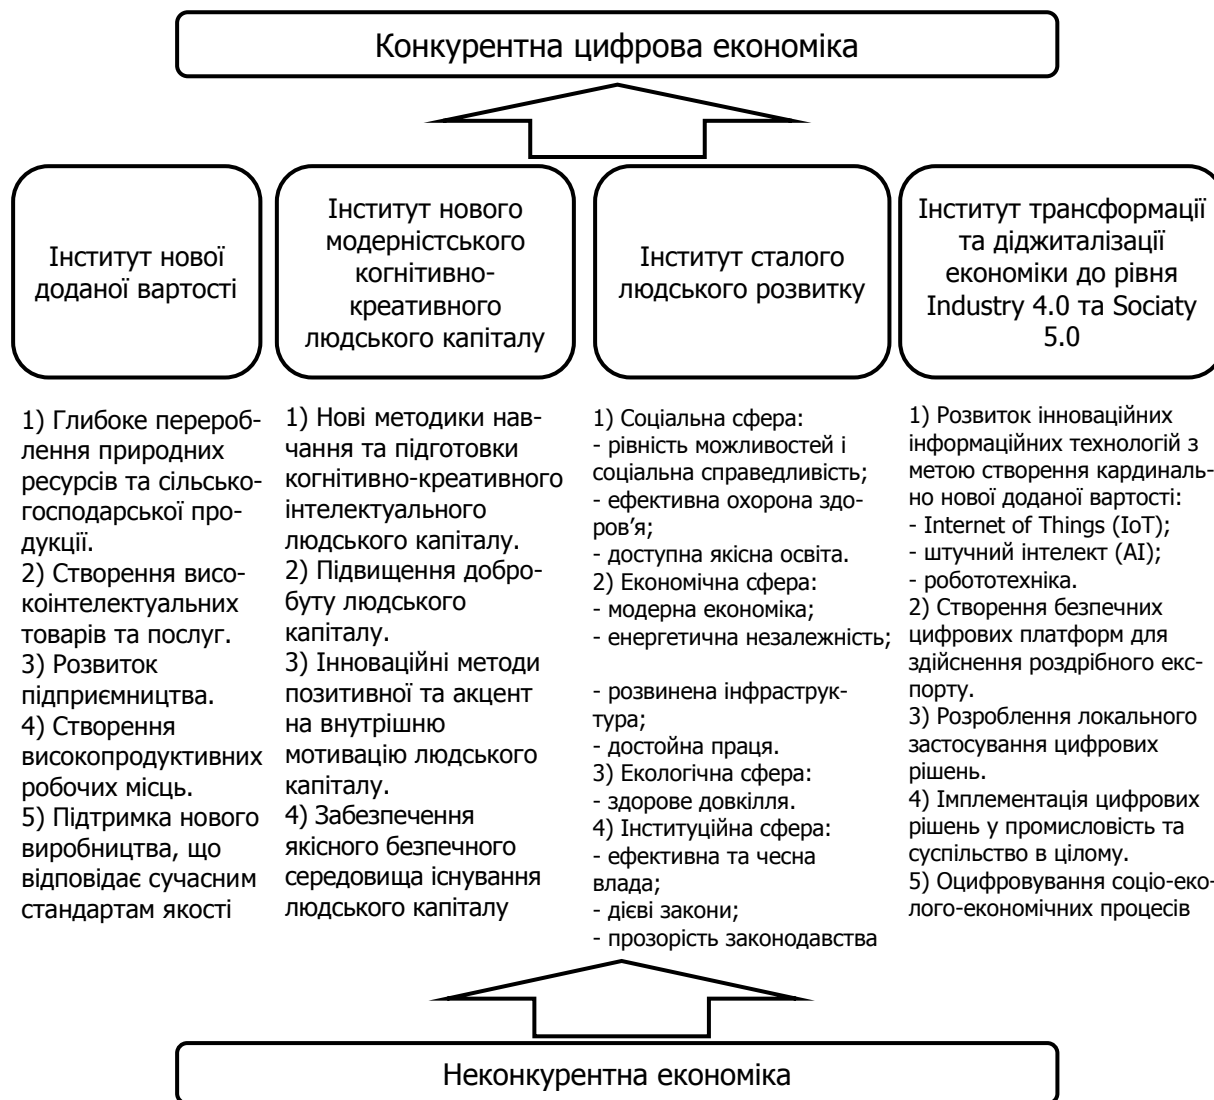 Конкурентна цифрова економіка
Інститут нової
доданої вартості
Інститут нового
модерністського
когнітивно-
креативного
людського капіталу
Інститут сталого
людського розвитку
Інститут трансформації
та діджиталізації
економіки до рівня
Industry 4.0 та Sociaty
5.0
1) Глибоке перероб-
лення природних
ресурсів та сільсько-
господарської про-
дукції.
2) Створення висо-
коінтелектуальних
товарів та послуг.
3) Розвиток
підприємництва.
4) Створення
високопродуктивних
робочих місць.
5) Підтримка нового
виробництва, що
відповідає сучасним
стандартам якості
1) Нові методики нав-
чання та підготовки
когнітивно-креативного
інтелектуального
людського капіталу.
2) Підвищення добро-
буту людського
капіталу.
3) Інноваційні методи
позитивної та акцент
на внутрішню
мотивацію людського
капіталу.
4) Забезпечення
якісного безпечного
середовища існування
людського капіталу
1) Соціальна сфера:
- рівність можливостей і
соціальна справедливість;
- ефективна охорона здо-
ров’я;
- доступна якісна освіта.
2) Економічна сфера:
- модерна економіка;
- енергетична незалежність;
- розвинена інфраструк-
тура;
- достойна праця.
3) Екологічна сфера:
- здорове довкілля.
4) Інституційна сфера:
- ефективна та чесна
влада;
- дієві закони;
- прозорість законодавства
1) Розвиток інноваційних
інформаційних технологій з
метою створення кардиналь-
но нової доданої вартості:
- Internet of Things (IoT);
- штучний інтелект (AI);
- робототехніка.
2) Створення безпечних
цифрових платформ для
здійснення роздрібного екс-
порту.
3) Розроблення локального
застосування цифрових
рішень.
4) Імплементація цифрових
рішень у промисловість та
суспільство в цілому.
5) Оцифровування соціо-еко-
лого-економічних процесів
Неконкурентна економіка